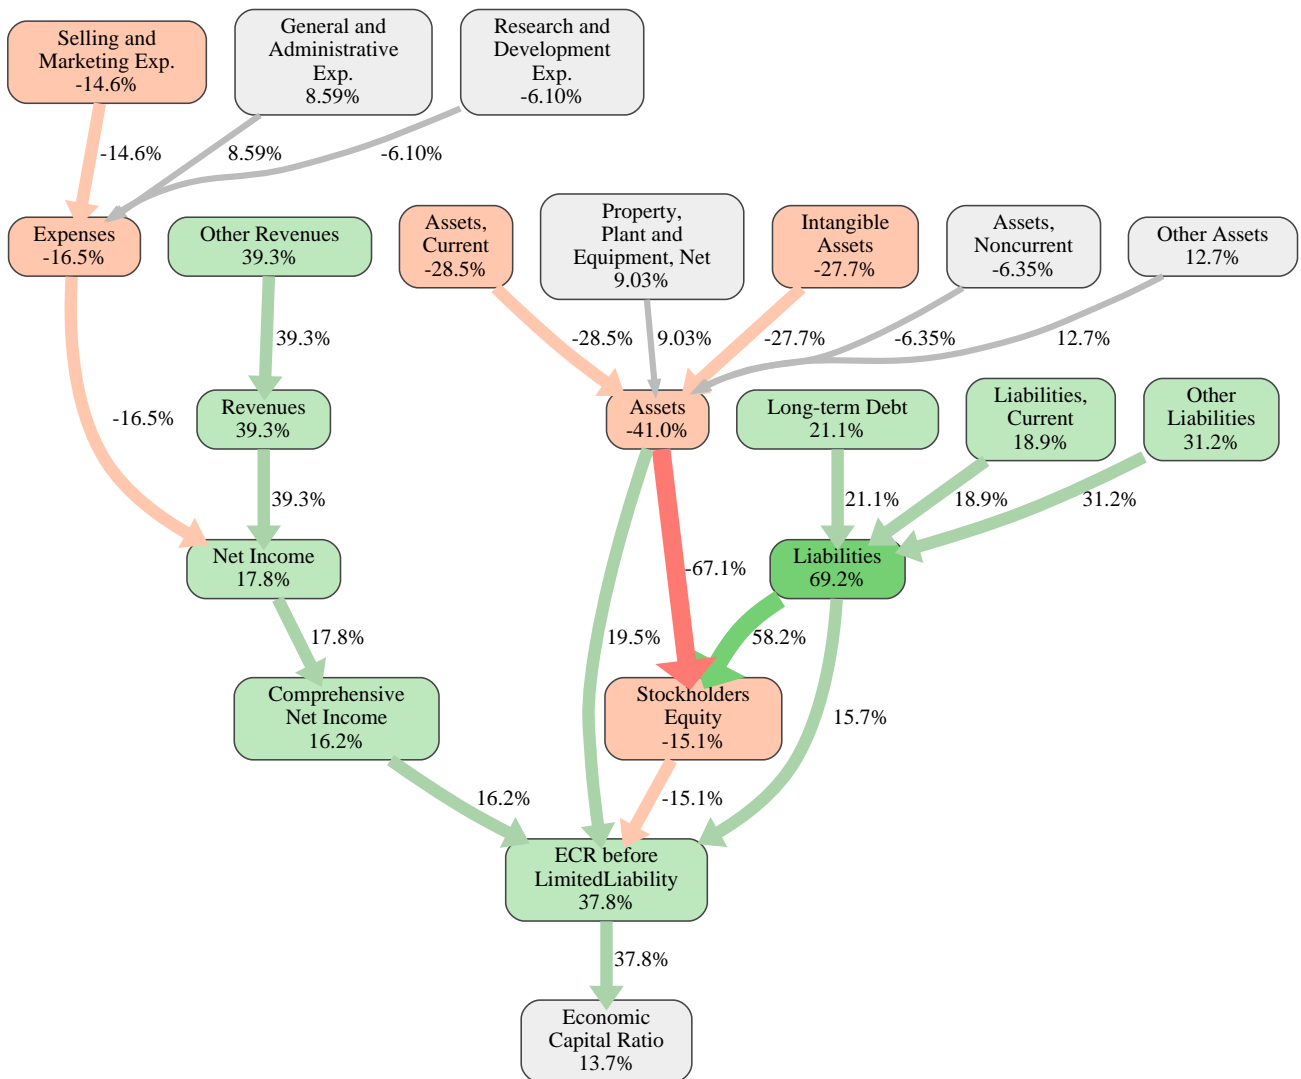 Selling and
Marketing Exp.
-14.6%
General and
Administrative
Exp.
8.59%
Research and
Development
Exp.
-6.10%
-14.6%
8.59%
-6.10%
Expenses
-16.5%
Other Revenues
39.3%
Assets,
Current
-28.5%
Property,
Plant and
Equipment, Net
9.03%
Intangible
Assets
-27.7%
Assets,
Noncurrent
-6.35%
Other Assets
12.7%
39.3%
-28.5%
9.03%
-27.7%
-6.35%
12.7%
-16.5%
Revenues
39.3%
Assets
-41.0%
Long-term Debt
21.1%
Liabilities,
Current
18.9%
Other
Liabilities
31.2%
39.3%
21.1%
18.9%
31.2%
Net Income
17.8%
-67.1%
Liabilities
69.2%
17.8%
19.5%
58.2%
Comprehensive
Net Income
16.2%
Stockholders
Equity
-15.1%
15.7%
16.2%
-15.1%
ECR before
LimitedLiability
37.8%
37.8%
Economic
Capital Ratio
13.7%